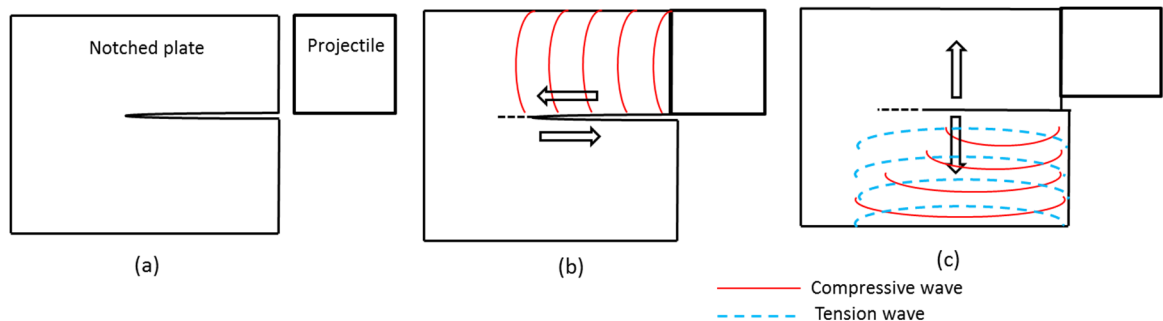 Notched plate
Projectile
(a)
(b)
(c)
Compressive wave
Tension wave